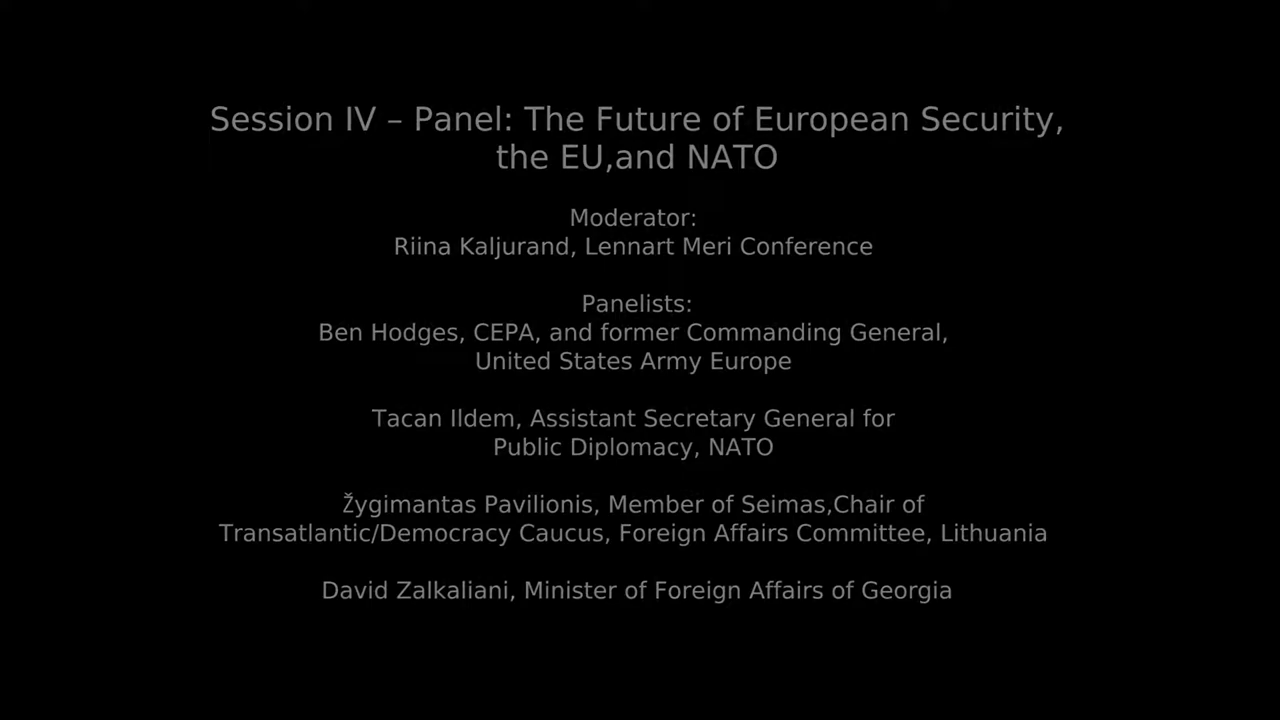 Session IV – Panel: The Future of European Security,
the EU,and NATO
Moderator:
Riina Kaljurand, Lennart Meri Conference
Panelists:
Ben Hodges, CEPA, and former Commanding General,
United States Army Europe
Tacan Ildem, Assistant Secretary General for
Public Diplomacy, NATO
Žygimantas Pavilionis, Member of Seimas,Chair of
Transatlantic/Democracy Caucus, Foreign Affairs Committee, Lithuania
David Zalkaliani, Minister of Foreign Affairs of Georgia